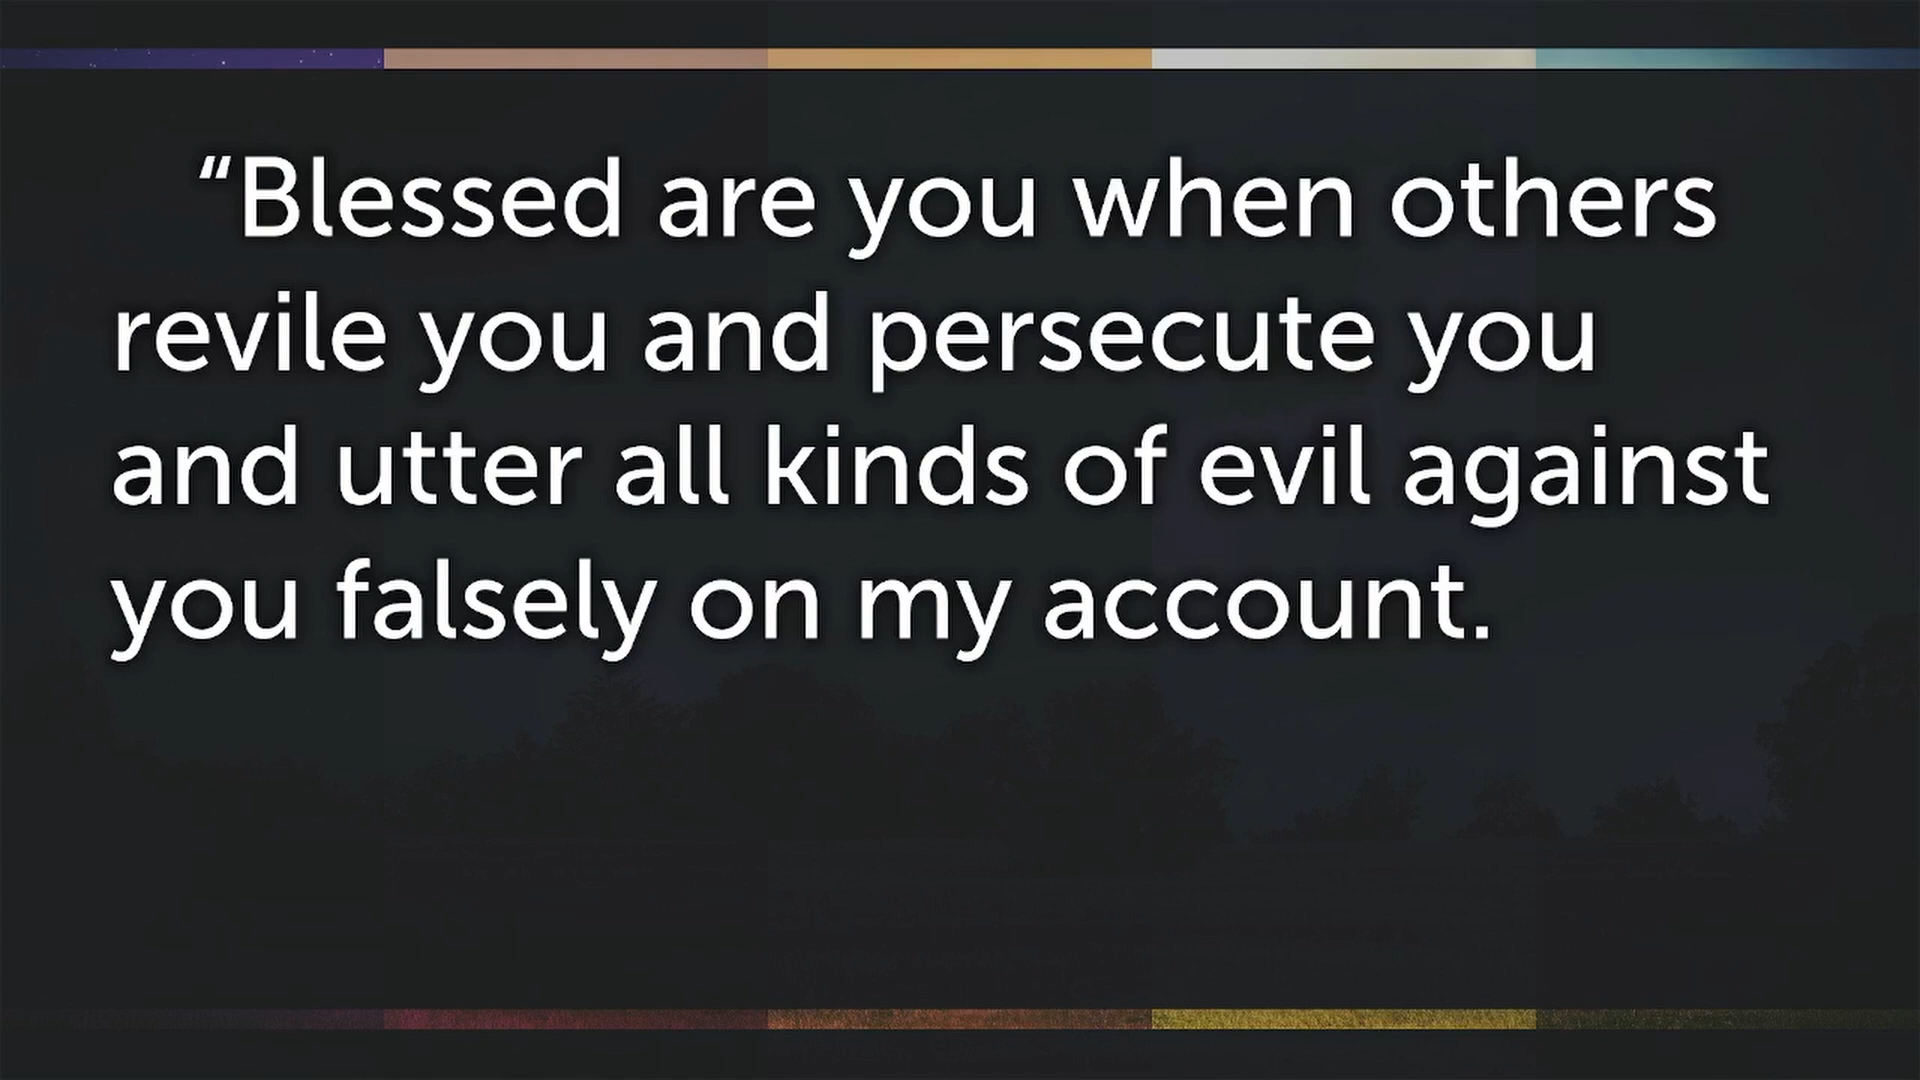 “Blessed are you when others
revile you and persecute you
and utter all kinds of evil against
you falsely on my account.